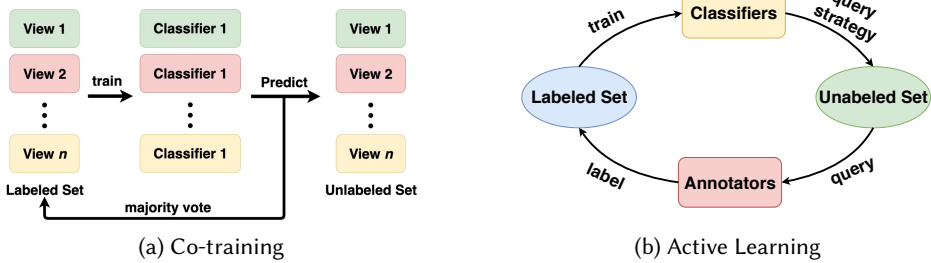 View 1
Classifier 1
View 1
View 2
train
Classifier 1
Predict
View 2
View n
Classifier 1
View n
Labeled Set
Unlabeled Set
majority vote
(a) Co-training
train
Classifiers
query
strategy
Labeled Set
Unabeled Set
label
Annotators
query
(b) Active Learning